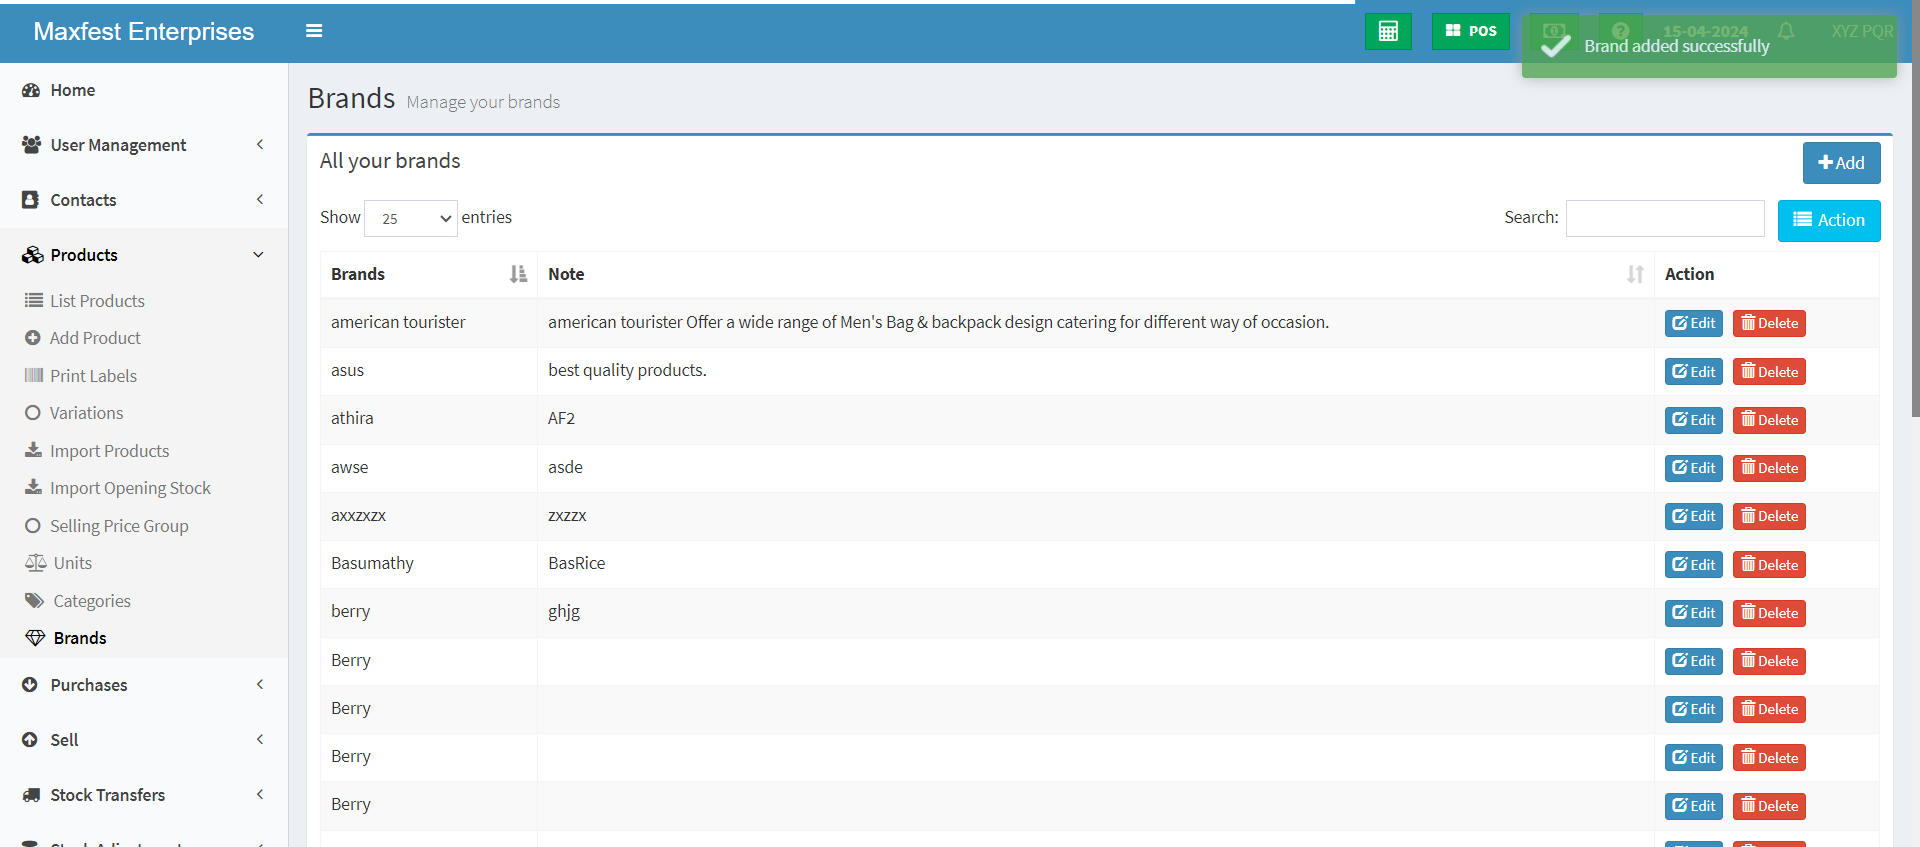 Maxfest Enterprises
POS
15-04-2024
XYZ PQR
Brand added successfully
Home
User Management
Contacts
Products
List Products
Add Product
Print Labels
Variations
Import Products
Import Opening Stock
Selling Price Group
Units
Categories
Brands
Purchases
Sell
Stock Transfers
Brands Manage your brands
All your brands
Add
Show 25 entries
Search:
Action
Brands Note Action
american tourister american tourister Offer a wide range of Men's Bag & backpack design catering for different way of occasion. Edit Delete
asus best quality products. Edit Delete
athira AF2 Edit Delete
awse asde Edit Delete
axxzxzx zxzzx Edit Delete
Basumathy BasRice Edit Delete
berry ghjg Edit Delete
Berry Edit Delete
Berry Edit Delete
Berry Edit Delete
Berry Edit Delete